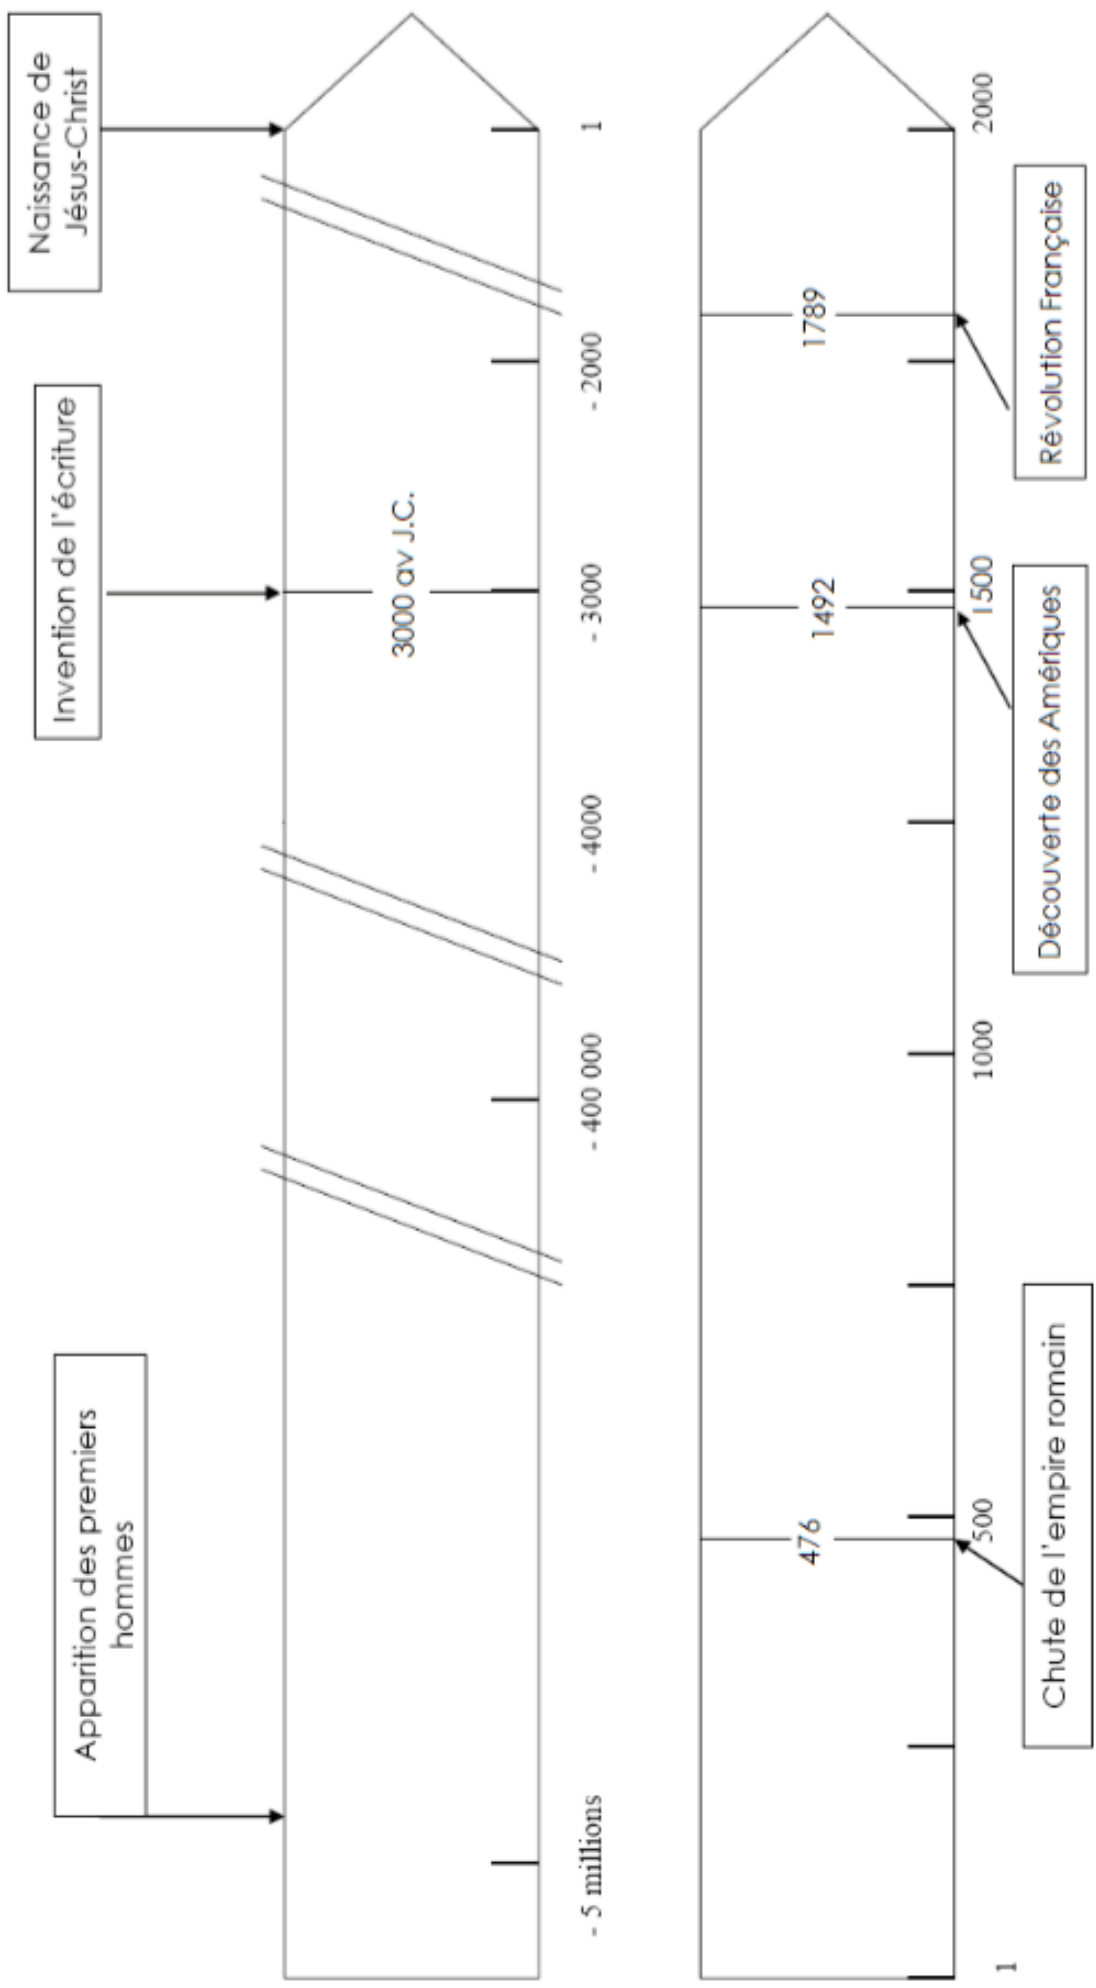 Apparition des premiers
hommes
Invention de l'écriture
Naissance de
Jésus-Christ
3000 av J.C.
- 5 millions
- 400 000
- 4000
- 3000
- 2000
1
476
1492
1789
1
500
1000
1500
2000
Chute de l'empire romain
Découverte des Amériques
Révolution Française